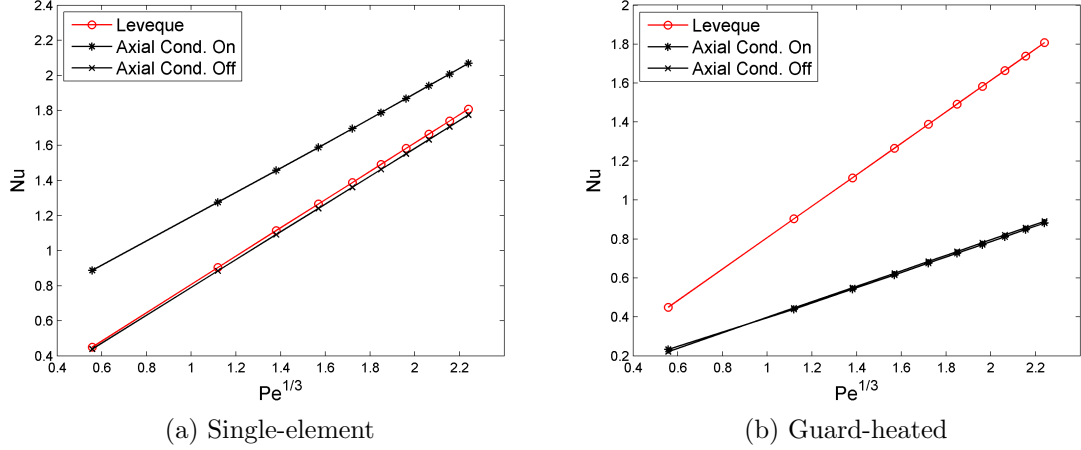 2.4
2.2
2
1.8
1.6
1.4
1.2
1
0.8
0.6
0.4
Nu
Leveque
Axial Cond. On
Axial Cond. Off
0.4 0.6 0.8 1 1.2 1.4 1.6 1.8 2 2.2
Pe^{1/3}
(a) Single-element
2
1.8
1.6
1.4
1.2
1
0.8
0.6
0.4
0.2
Nu
Leveque
Axial Cond. On
Axial Cond. Off
0.4 0.6 0.8 1 1.2 1.4 1.6 1.8 2 2.2
Pe^{1/3}
(b) Guard-heated